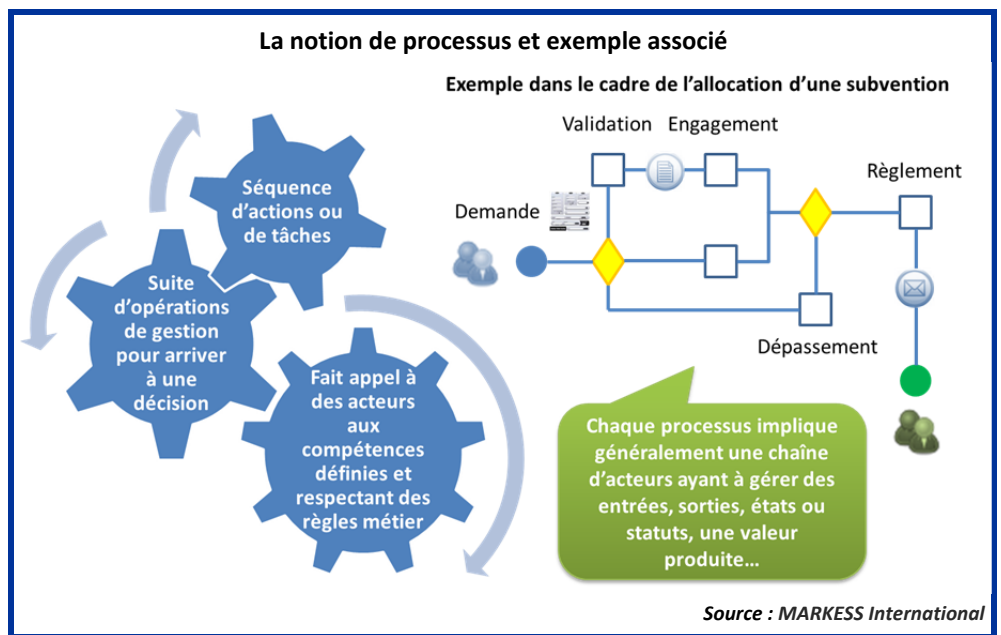 La notion de processus et exemple associé
Exemple dans le cadre de l'allocation d'une subvention
Séquence
d'actions ou
de tâches
Suite
d'opérations
de gestion
pour arriver
à une
décision
Fait appel à
des acteurs
aux
compétences
définies et
respectant des
règles métier
Validation
Engagement
Règlement
Demande
Dépassement
Chaque processus implique
généralement une chaîne
d'acteurs ayant à gérer des
entrées, sorties, états ou
statuts, une valeur
produite…
Source : MARKESS International